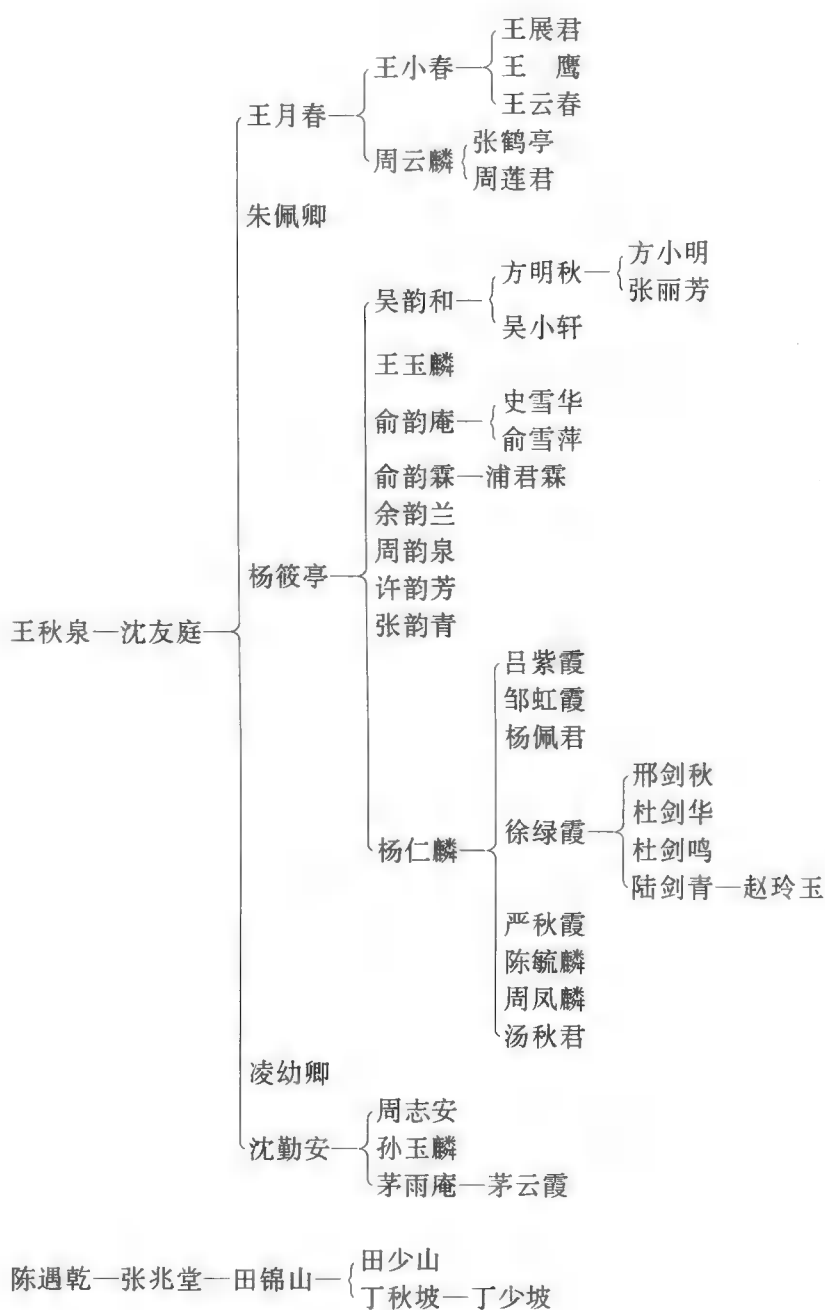 王展君
王小春 王 鹰
王云春
王月春
张鹤亭
周云麟
周莲君
朱佩卿
方小明
方明秋
张丽芳
吴韵和
吴小轩
王玉麟
史雪华
俞韵庵
俞雪萍
俞韵霖—浦君霖
余韵兰
周韵泉
杨筱亭
许韵芳
张韵青
王秋泉—沈友庭
吕紫霞
邹虹霞
杨佩君
邢剑秋
杜剑华
徐绿霞
杨仁麟 杜剑鸣
陆剑青—赵玲玉
严秋霞
陈毓麟
周凤麟
汤秋君
凌幼卿
周志安
沈勤安 孙玉麟
茅雨庵—茅云霞
田少山
陈遇乾—张兆堂—田锦山
丁秋坡—丁少坡